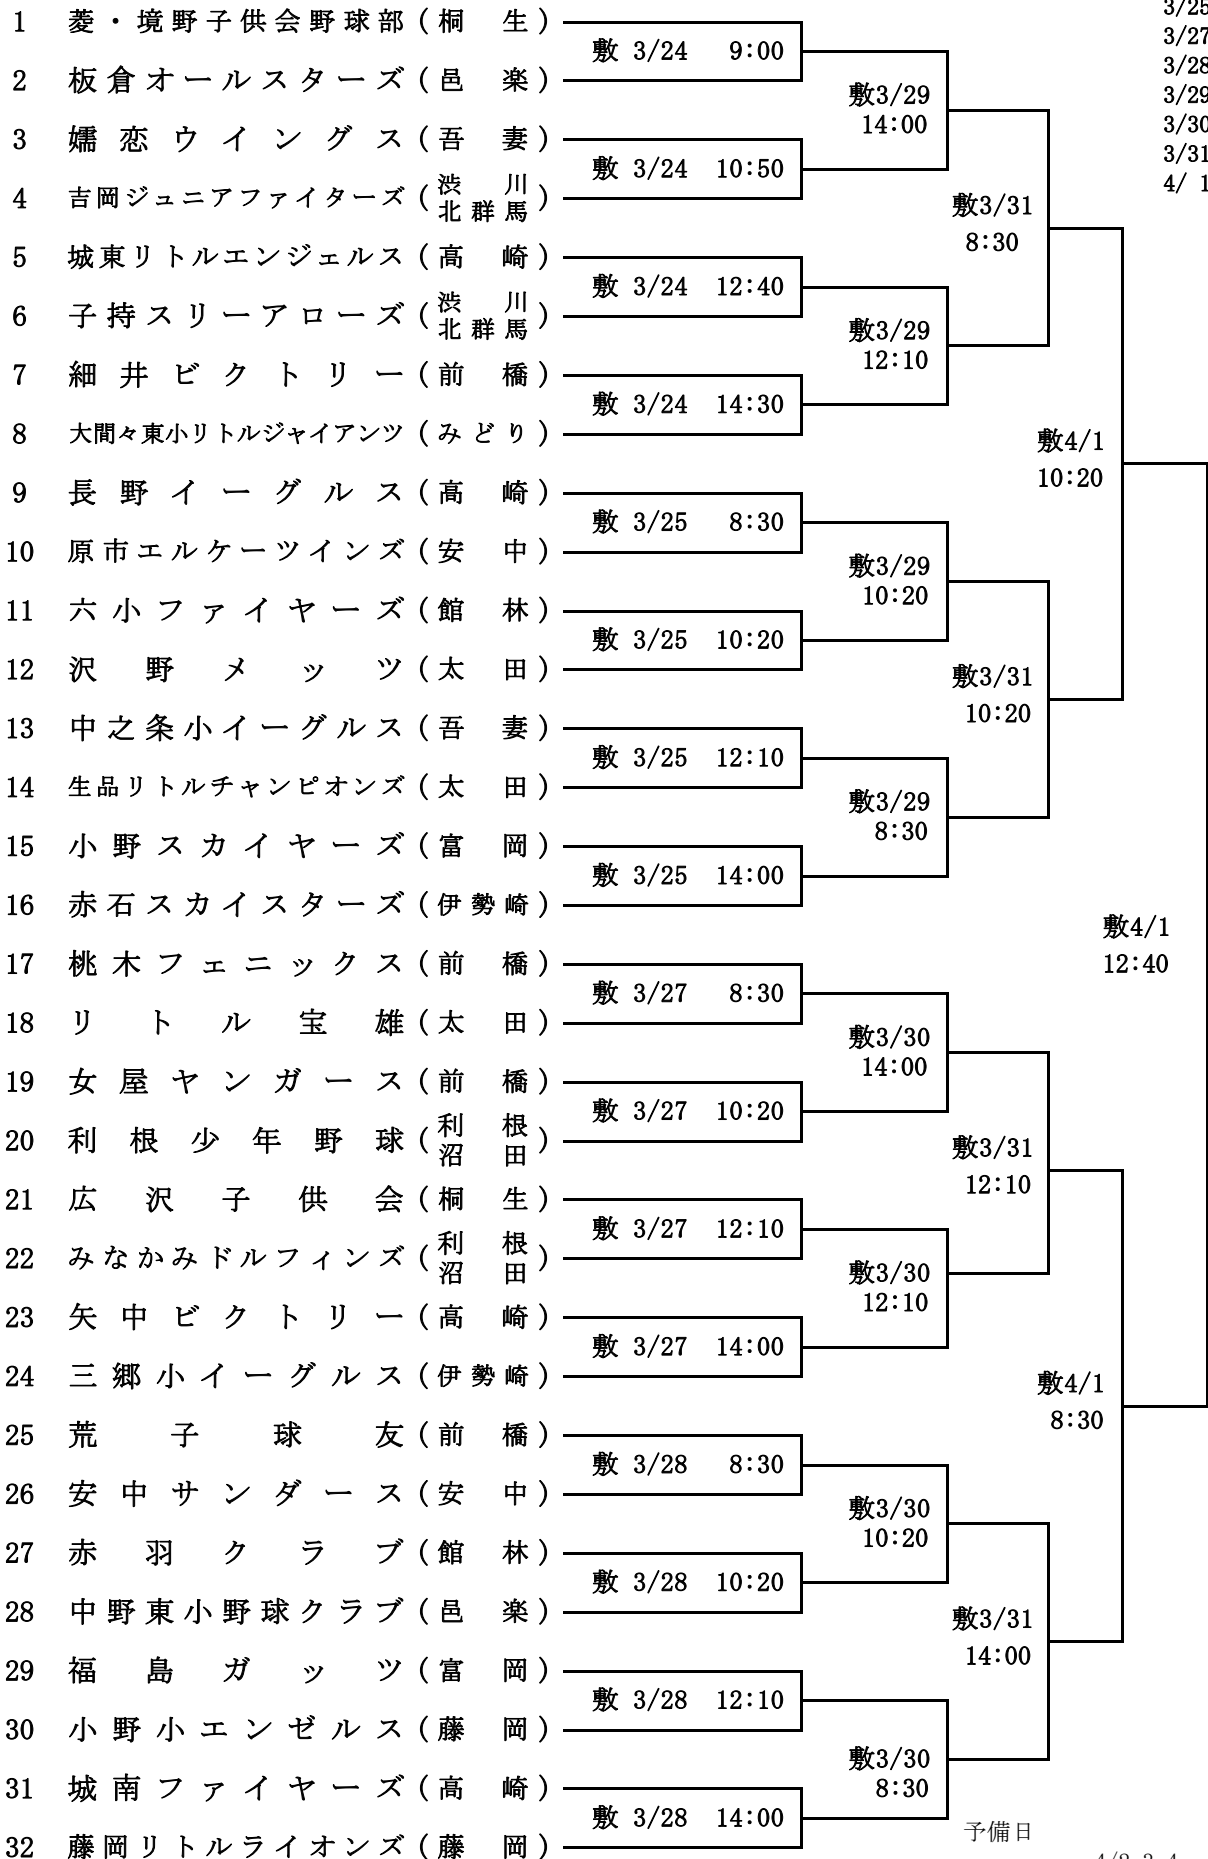 1 菱・境野子供会野球部(桐生)
敷 3/24 9:00
2 板倉オールスターズ(邑楽)
敷3/29
14:00
3 嬬恋ウイングス(吾妻)
敷 3/24 10:50
4 吉岡ジュニアファイターズ(渋川北群馬)
敷3/31
8:30
5 城東リトルエンジェルス(高崎)
敷 3/24 12:40
6 子持スリーアローズ(渋川北群馬)
敷3/29
12:10
7 細井ビクトリー(前橋)
敷 3/24 14:30
8 大間々東小リトルジャイアンツ(みどり)
敷4/1
10:20
9 長野イーグルス(高崎)
敷 3/25 8:30
10 原市エルケーツインズ(安中)
敷3/29
10:20
11 六小ファイヤーズ(館林)
敷 3/25 10:20
12 沢野メッツ(太田)
敷3/31
10:20
13 中之条小イーグルス(吾妻)
敷 3/25 12:10
14 生品リトルチャンピオンズ(太田)
敷3/29
8:30
15 小野スカイヤーズ(富岡)
敷 3/25 14:00
16 赤石スカイスターズ(伊勢崎)
敷4/1
12:40
17 桃木フェニックス(前橋)
敷 3/27 8:30
18 リトル宝雄(太田)
敷3/30
14:00
19 女屋ヤンガース(前橋)
敷 3/27 10:20
20 利根少年野球(利根沼田)
敷3/31
12:10
21 広沢子供会(桐生)
敷 3/27 12:10
22 みなかみドルフィンズ(利根沼田)
敷3/30
12:10
23 矢中ビクトリー(高崎)
敷 3/27 14:00
24 三郷小イーグルス(伊勢崎)
敷4/1
8:30
25 荒子球友(前橋)
敷 3/28 8:30
26 安中サンダース(安中)
敷3/30
10:20
27 赤羽クラブ(館林)
敷 3/28 10:20
28 中野東小野球クラブ(邑楽)
敷3/31
14:00
29 福島ガッツ(富岡)
敷 3/28 12:10
30 小野小エンゼルス(藤岡)
敷3/30
8:30
31 城南ファイヤーズ(高崎)
敷 3/28 14:00
32 藤岡リトルライオンズ(藤岡)
3/25
3/27
3/28
3/29
3/30
3/31
4/ 1
予備日